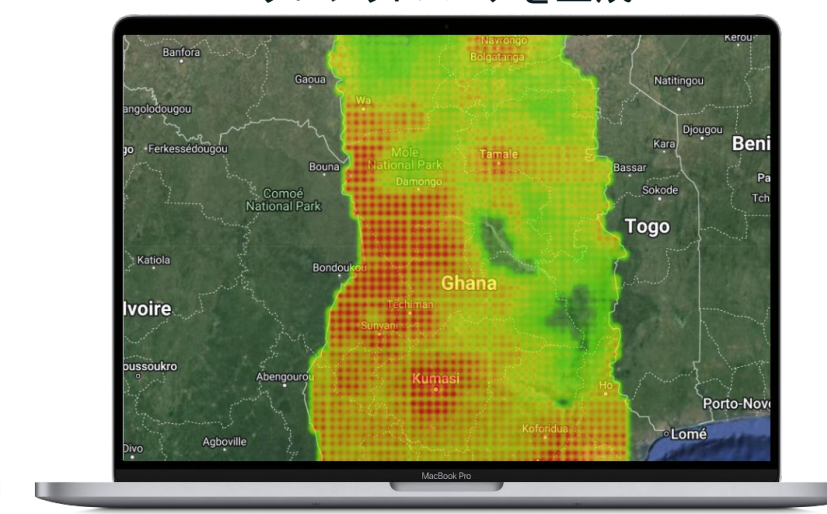 Banfora
Navrongo
Kerou
Bolgatanga
Gaoua
Natitingou
Wa
angolodougou
Djougou
Ferkessédougou
Kara
Beni
Mole
National Park
Tamale
Bouna
Bassar
Damongo
Comoé
National Park
Sokode
Togo
Katiola
Bondoukou
Ghana
Ivoire
Techiman
Sunyani
oussoukro
Abengourou
Kumasi
Ho
Porto-Nov
Koforidua
Lomé
Divo
Agboville
MacBook Pro